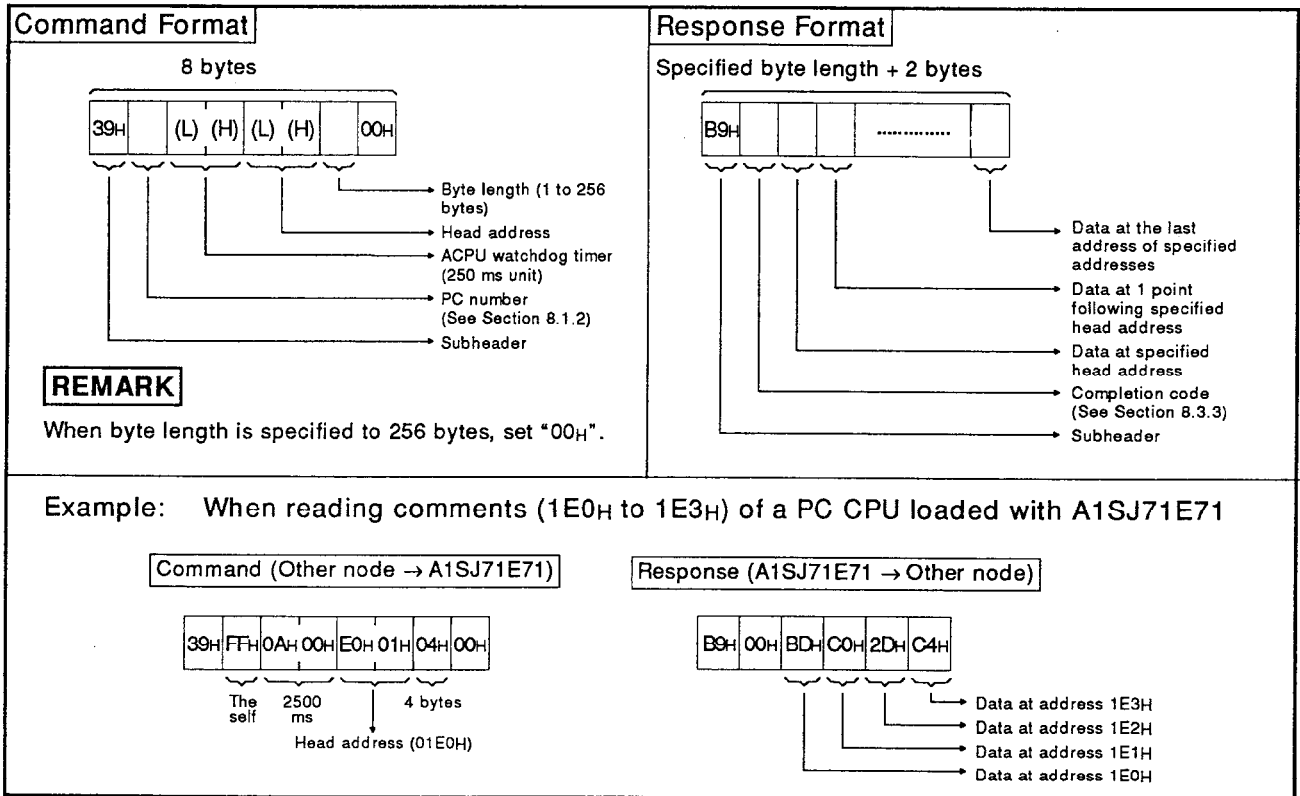 Command Format
8 bytes
39H (L) (H) (L) (H) 00H
Byte length (1 to 256
bytes)
Head address
ACPU watchdog timer
(250 ms unit)
PC number
(See Section 8.1.2)
Subheader
REMARK
When byte length is specified to 256 bytes, set "00H".
Response Format
Specified byte length + 2 bytes
B9H .............
Data at the last
address of specified
addresses
Data at 1 point
following specified
head address
Data at specified
head address
Completion code
(See Section 8.3.3)
Subheader
Example: When reading comments (1E0H to 1E3H) of a PC CPU loaded with A1SJ71E71
Command (Other node → A1SJ71E71)
39H FFH 0AH 00H E0H 01H 04H 00H
The
self
2500
ms
4 bytes
Head address (01E0H)
Response (A1SJ71E71 → Other node)
B9H 00H BDH C0H 2DH C4H
Data at address 1E3H
Data at address 1E2H
Data at address 1E1H
Data at address 1E0H